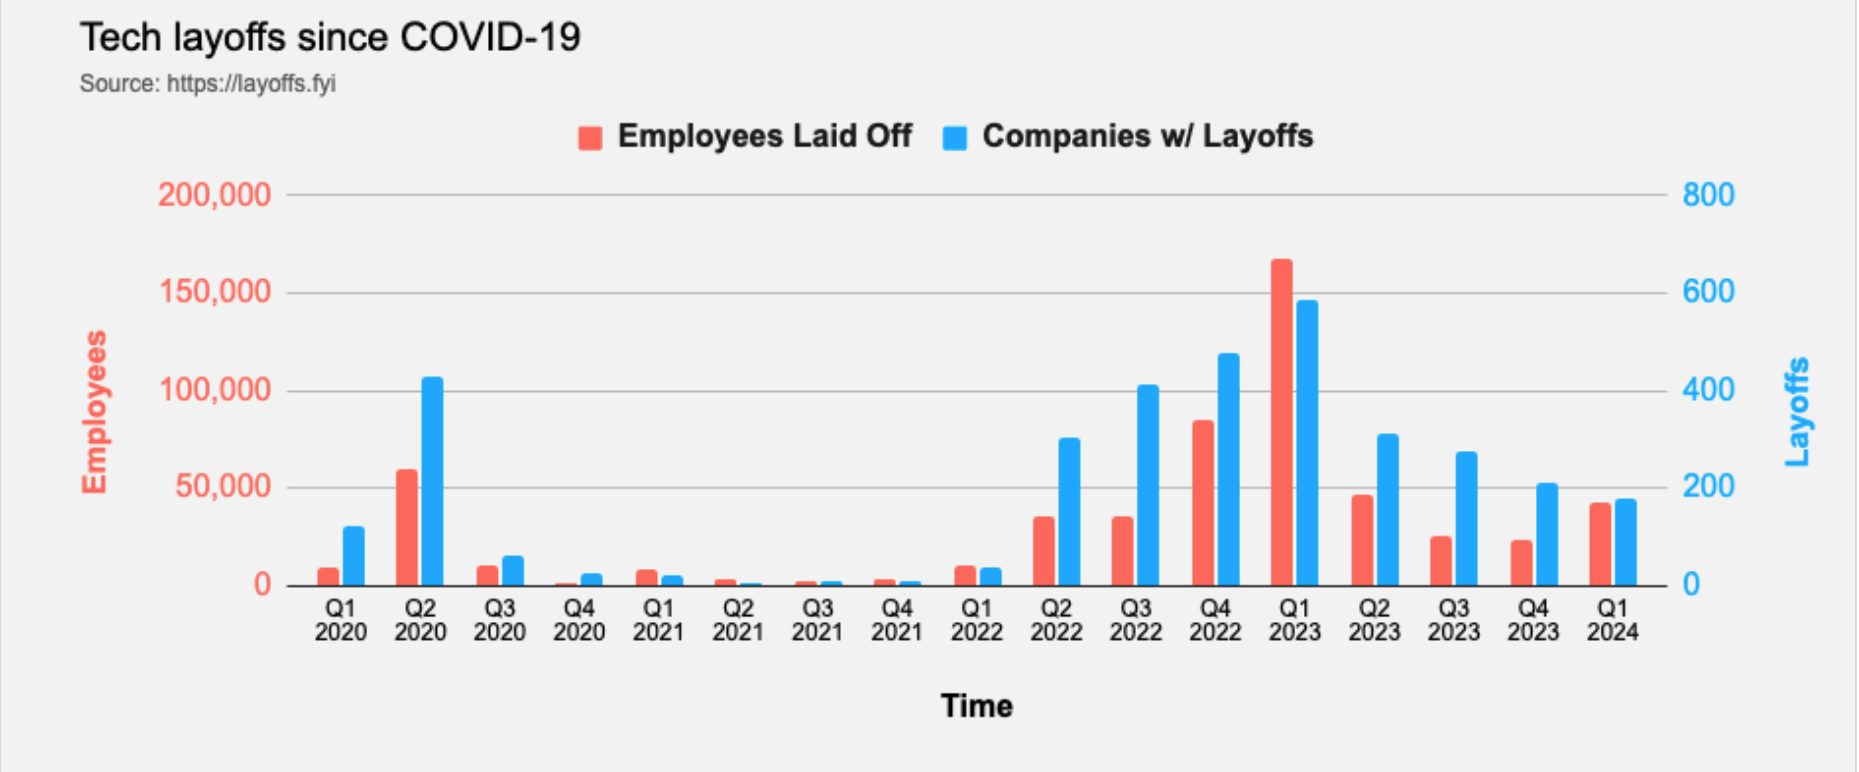 Tech layoffs since COVID-19
Source: https://layoffs.fyi
Employees Laid Off Companies w/ Layoffs
200,000
150,000
100,000
50,000
0
Employees
800
600
400
200
0
Layoffs
Q1 2020
Q2 2020
Q3 2020
Q4 2020
Q1 2021
Q2 2021
Q3 2021
Q4 2021
Q1 2022
Q2 2022
Q3 2022
Q4 2022
Q1 2023
Q2 2023
Q3 2023
Q4 2023
Q1 2024
Time